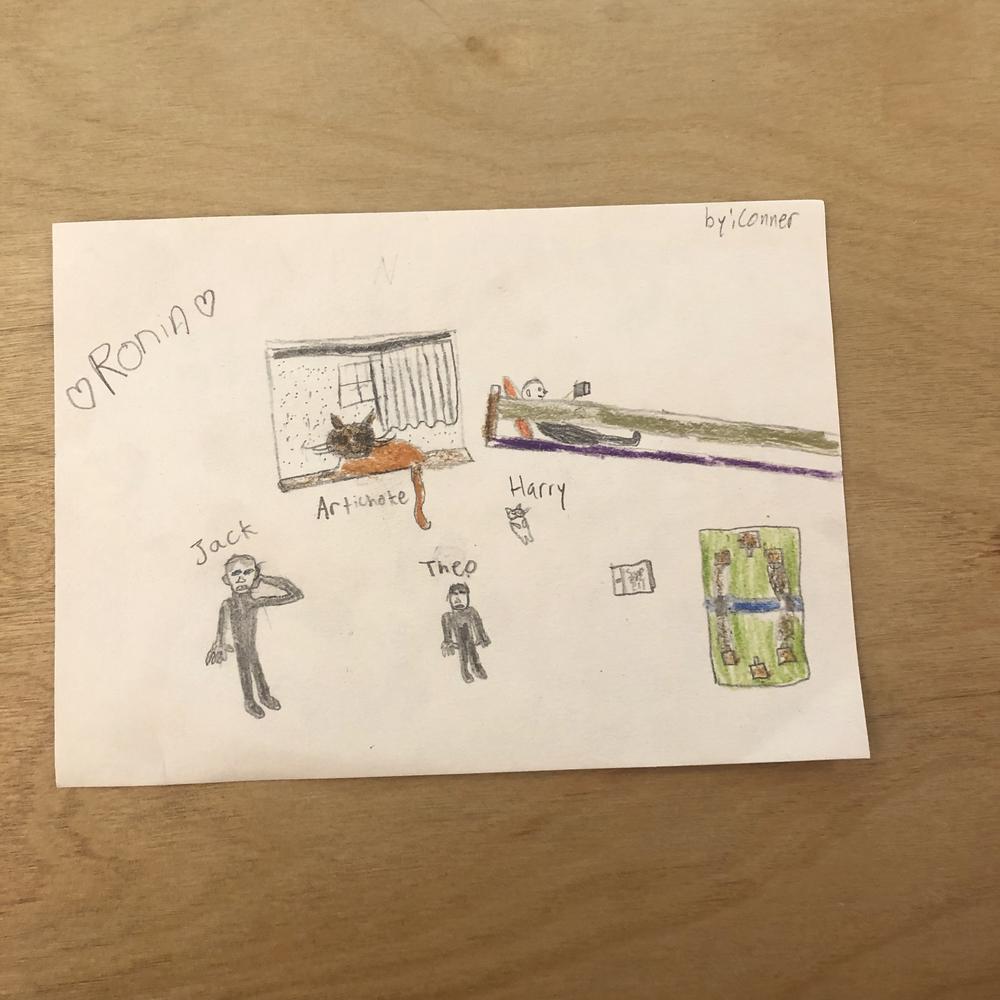 by: Conner
♡ RoniA ♡
N
Artichoke
Harry
Jack
Theo